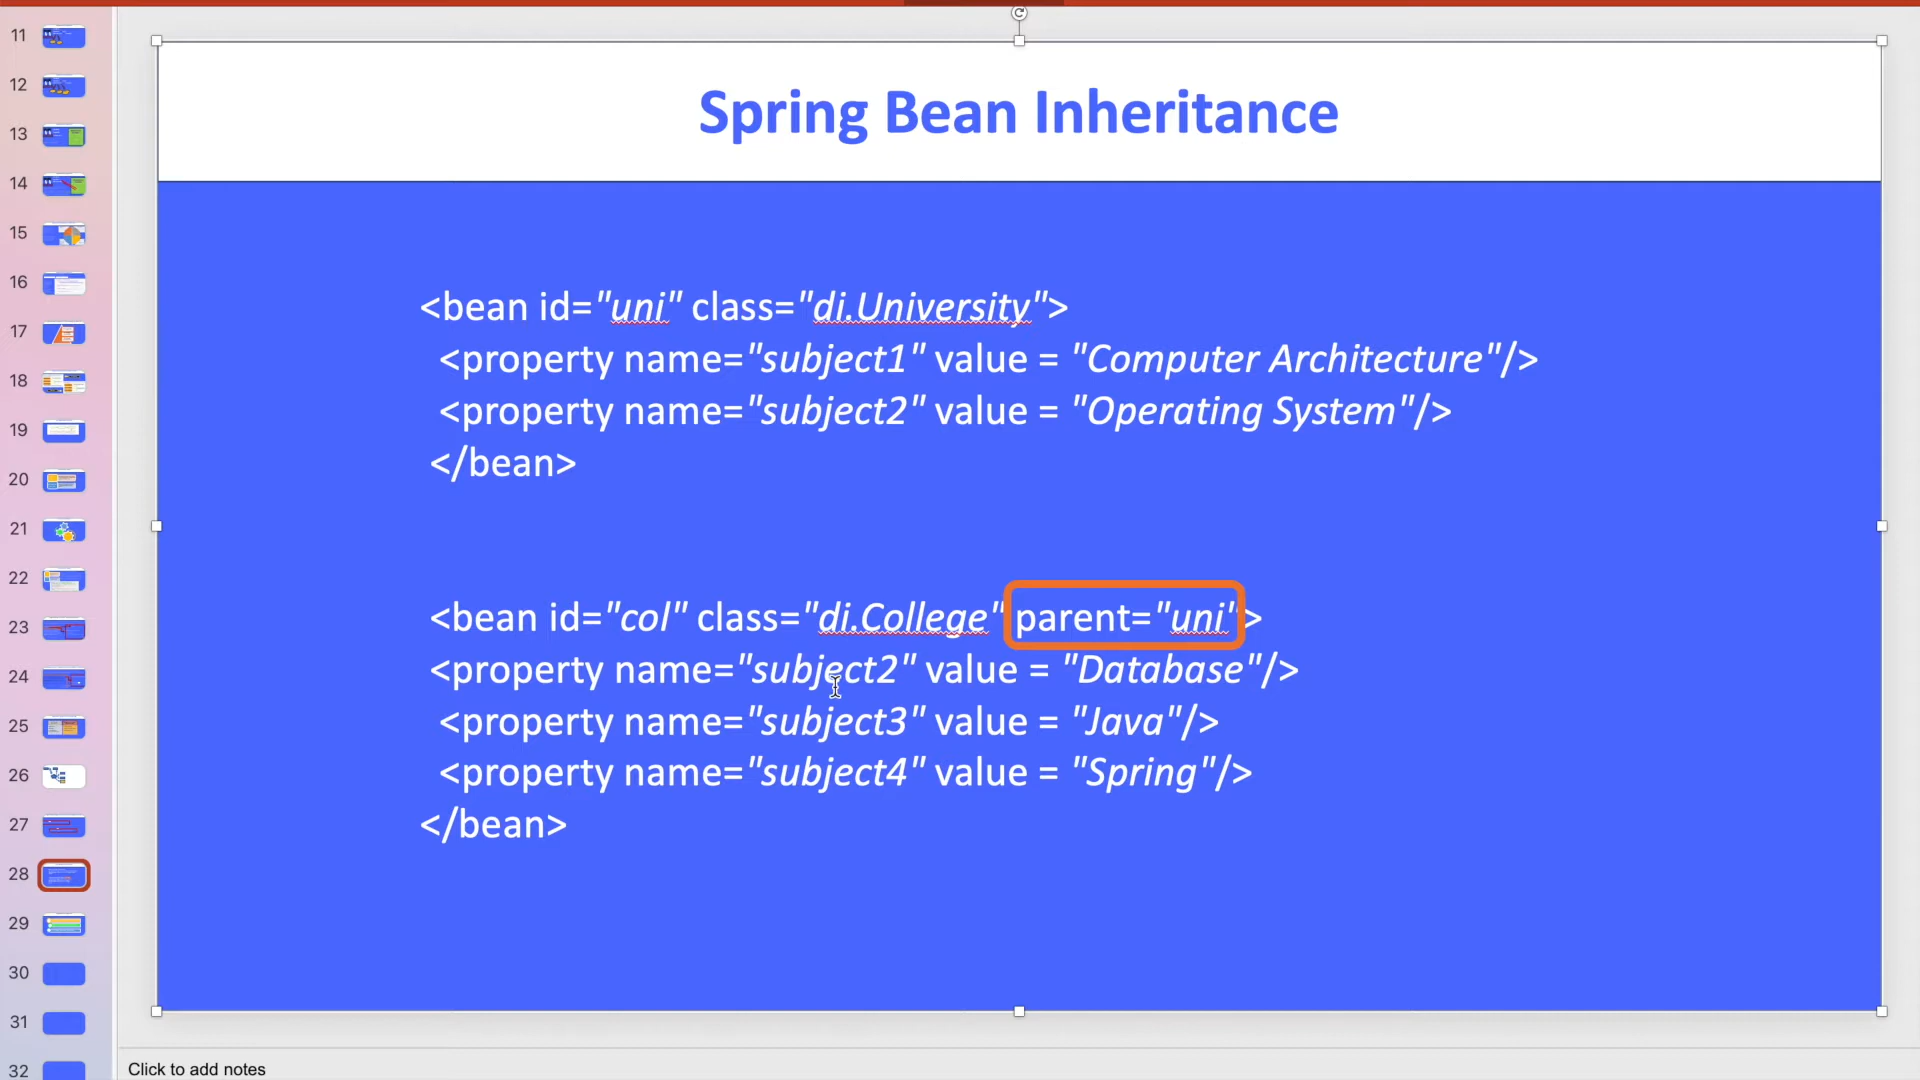 Spring Bean Inheritance
<bean id="uni" class="di.University">
<property name="subject1" value = "Computer Architecture"/>
<property name="subject2" value = "Operating System"/>
</bean>
<bean id="col" class="di.College" parent="uni">
<property name="subject2" value = "Database"/>
<property name="subject3" value = "Java"/>
<property name="subject4" value = "Spring"/>
</bean>
11
12
13
14
15
16
17
18
19
20
21
22
23
24
25
26
27
28
29
30
31
32
Click to add notes